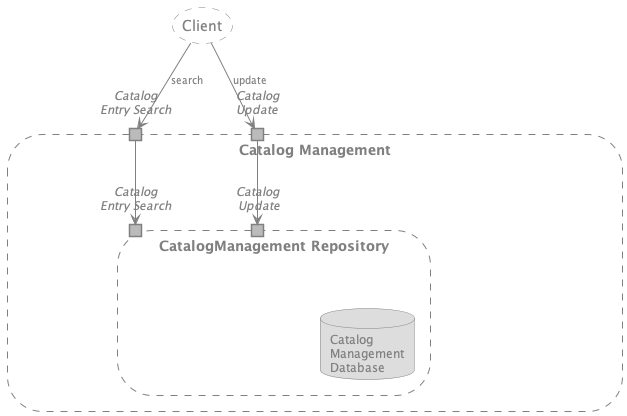 Client
search
update
Catalog
Entry Search
Catalog
Update
Catalog Management
Catalog
Entry Search
Catalog
Update
CatalogManagement Repository
Catalog
Management
Database